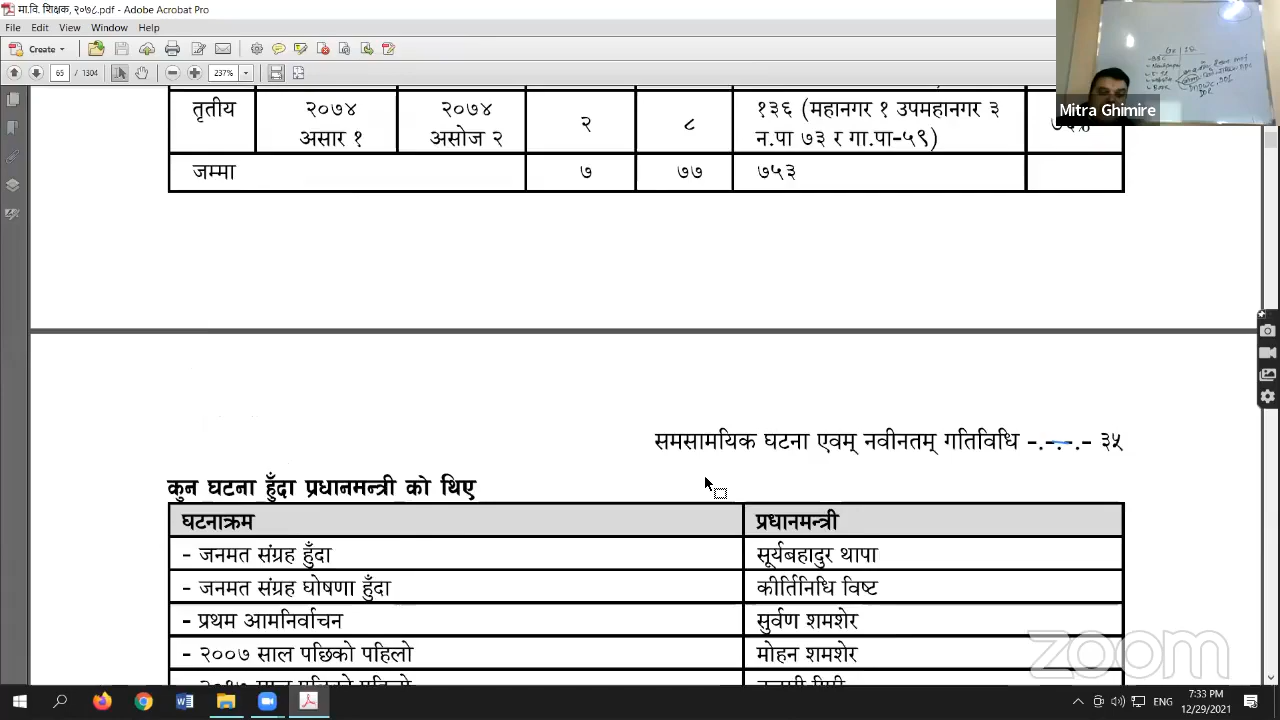 मा.वि. शिक्षक, २०७८.pdf - Adobe Acrobat Pro
File Edit View Window Help
Create
65 / 1304 237%
Mitra Ghimire
तृतीय २०७४ असार १ २०७४ असोज २ २ ८ १३६ (महानगर १ उपमहानगर ३ न.पा ७३ र गा.पा-५९)
जम्मा ७ ७७ ७५३
समसामयिक घटना एवम् नवीनतम् गतिविधि -.-.-.- ३५
कुन घटना हुँदा प्रधानमन्त्री को थिए
घटनाक्रम प्रधानमन्त्री
- जनमत संग्रह हुँदा सूर्यबहादुर थापा
- जनमत संग्रह घोषणा हुँदा कीर्तिनिधि विष्ट
- प्रथम आमनिर्वाचन सुर्वण शमशेर
- २००७ साल पछिको पहिलो मोहन शमशेर
zoom
ENG
7:33 PM
12/29/2021